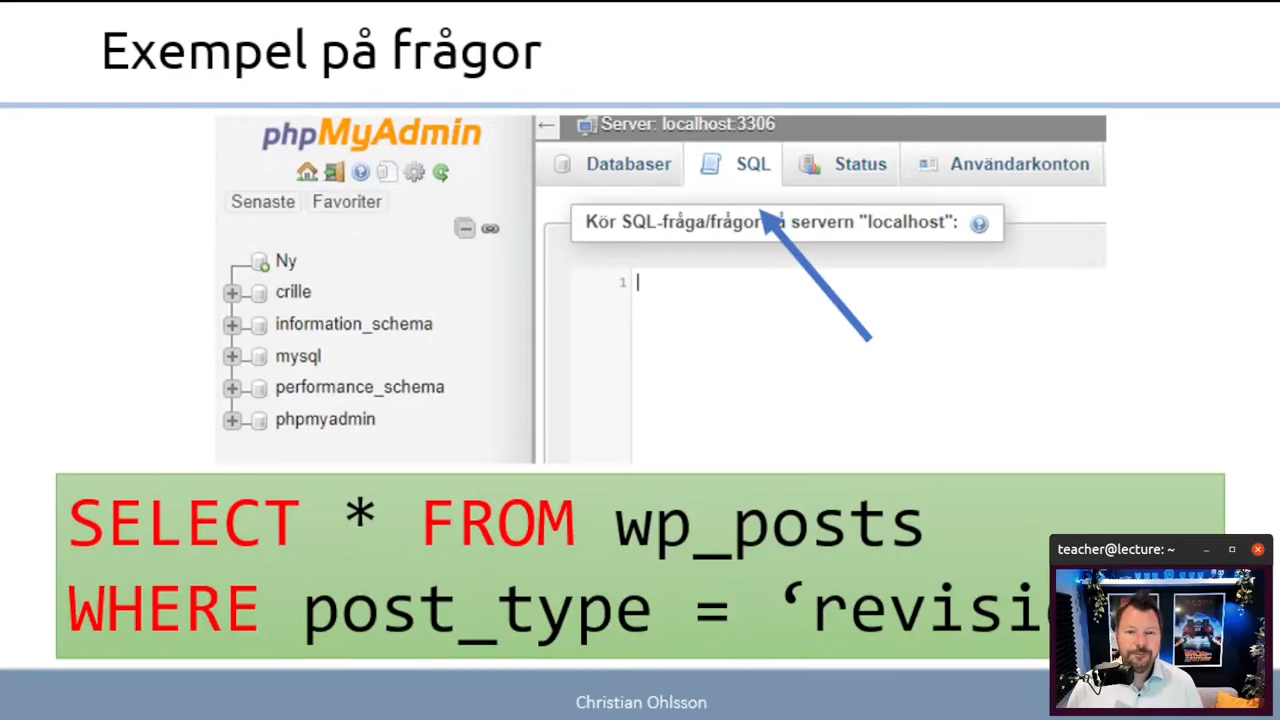 Exempel på frågor
phpMyAdmin
Senaste Favoriter
Ny
crille
information_schema
mysql
performance_schema
phpmyadmin
Server: localhost:3306
Databaser SQL Status Användarkonton
Kör SQL-fråga/frågor servern "localhost":
1
SELECT * FROM wp_posts
WHERE post_type =
teacher@lecture: ~
Christian Ohlsson